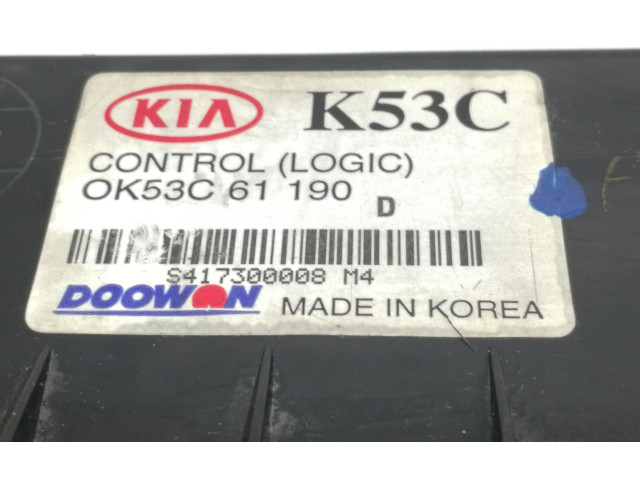 KIA K53C
CONTROL (LOGIC)
OK53C 61 190 D
S417300008 M4
DOOWON MADE IN KOREA